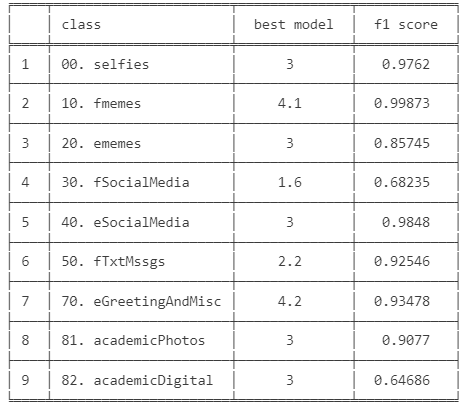 class best model f1 score
1 00. selfies 3 0.9762
2 10. fmemes 4.1 0.99873
3 20. ememes 3 0.85745
4 30. fSocialMedia 1.6 0.68235
5 40. eSocialMedia 3 0.9848
6 50. fTxtMssgs 2.2 0.92546
7 70. eGreetingAndMisc 4.2 0.93478
8 81. academicPhotos 3 0.9077
9 82. academicDigital 3 0.64686